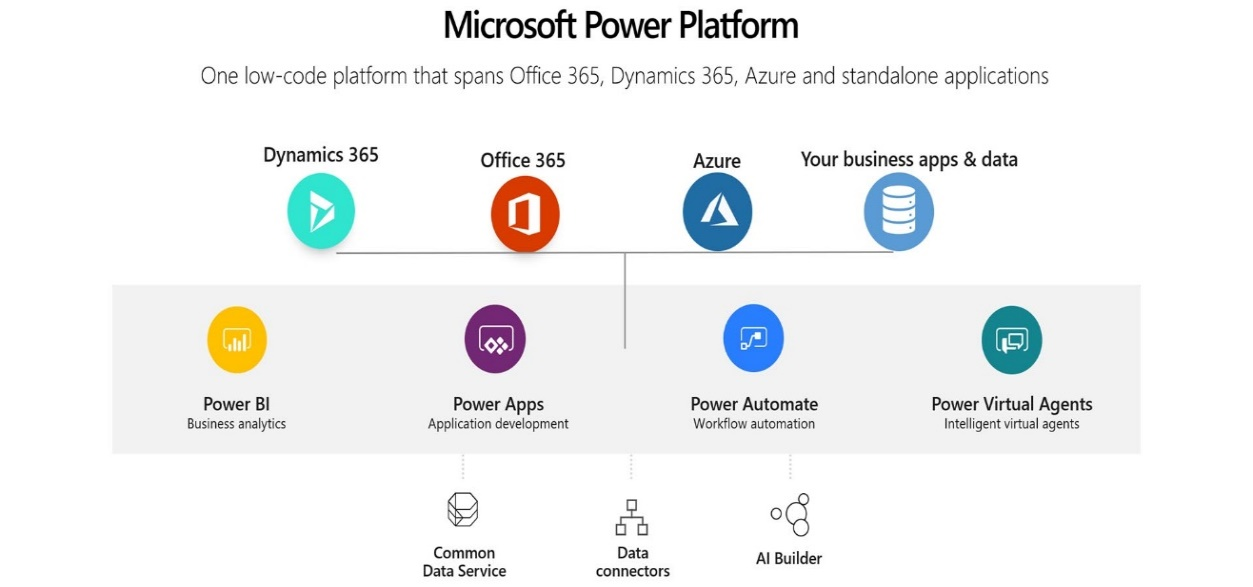 Microsoft Power Platform
One low-code platform that spans Office 365, Dynamics 365, Azure and standalone applications
Dynamics 365
Office 365
Azure
Your business apps & data
Power BI
Business analytics
Power Apps
Application development
Power Automate
Workflow automation
Power Virtual Agents
Intelligent virtual agents
Common
Data Service
Data
connectors
AI Builder